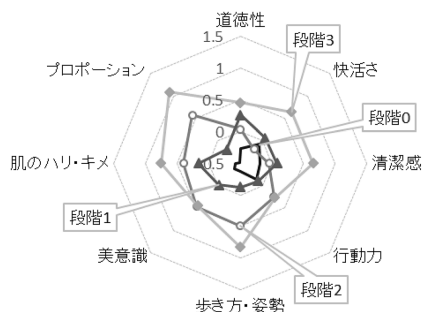 道徳性
1.5
段階3
1
プロポーション
快活さ
0.5
段階0
0
肌のハリ・キメ
-0.5
清潔感
段階1
美意識
行動力
段階2
歩き方・姿勢